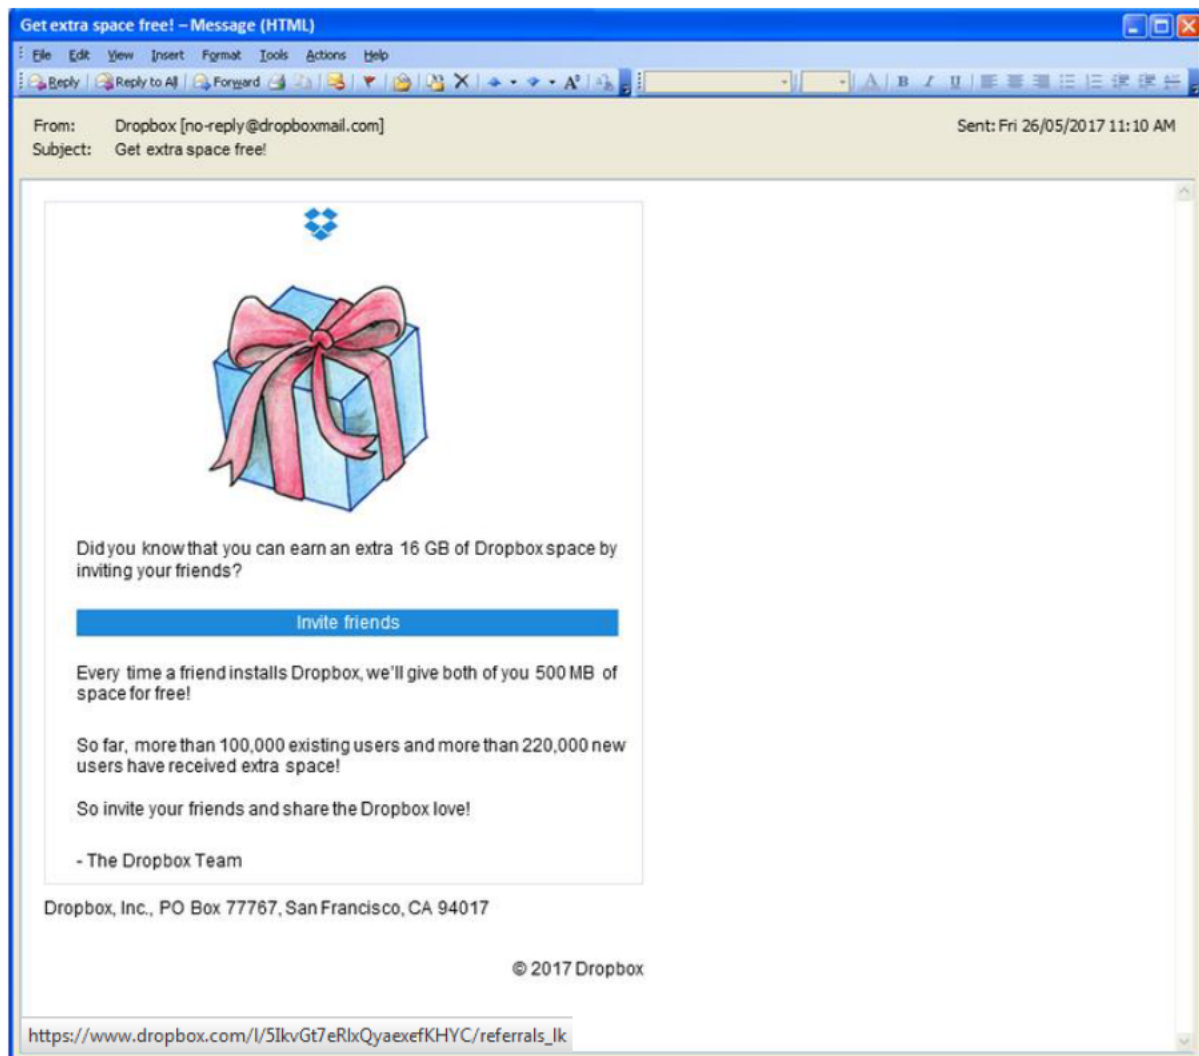 Get extra space free! – Message (HTML)
File Edit View Insert Format Tools Actions Help
Reply Reply to All Forward A B I U
From: Dropbox [no-reply@dropboxmail.com] Sent: Fri 26/05/2017 11:10 AM
Subject: Get extra space free!
Did you know that you can earn an extra 16 GB of Dropbox space by
inviting your friends?
Invite friends
Every time a friend installs Dropbox, we'll give both of you 500 MB of
space for free!
So far, more than 100,000 existing users and more than 220,000 new
users have received extra space!
So invite your friends and share the Dropbox love!
- The Dropbox Team
Dropbox, Inc., PO Box 77767, San Francisco, CA 94017
© 2017 Dropbox
https://www.dropbox.com/l/5IkvGt7eRlxQyaexefKHYC/referrals_lk